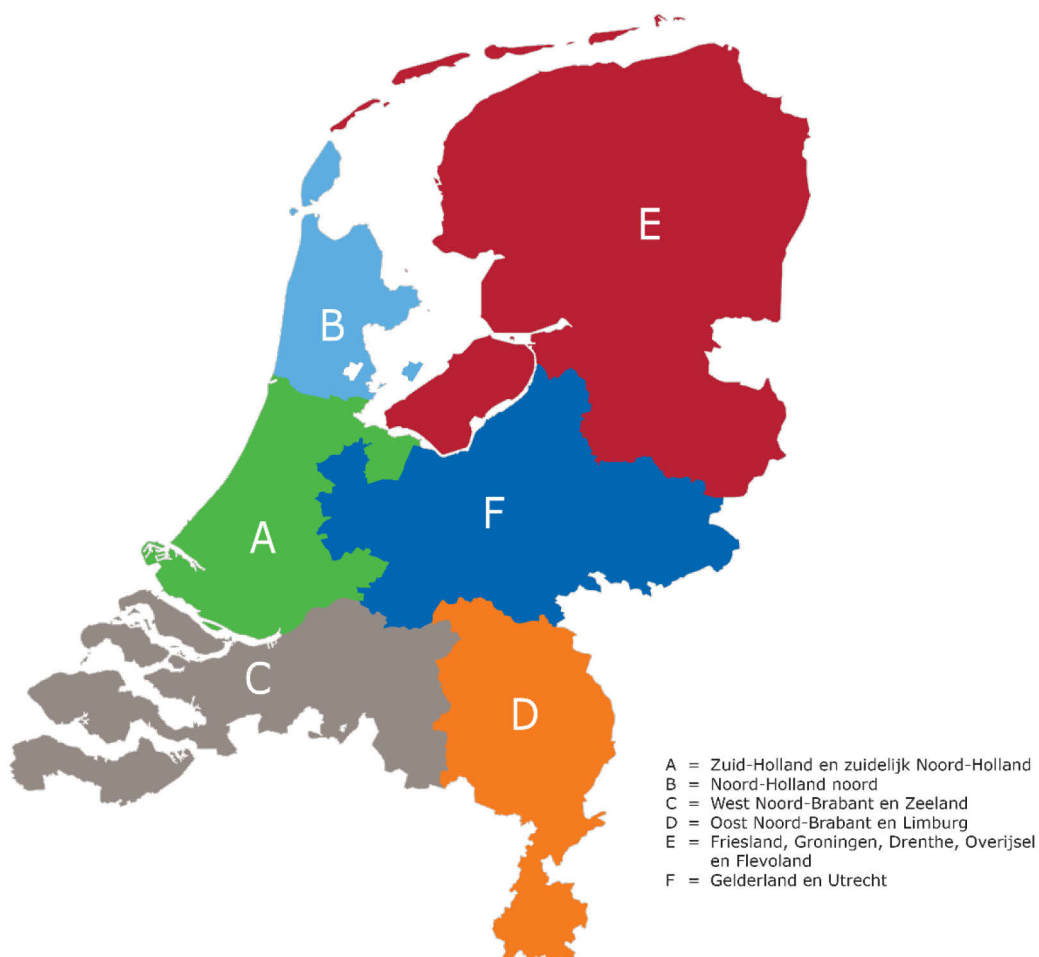 E
B
F
A
C
D
A = Zuid-Holland en zuidelijk Noord-Holland
B = Noord-Holland noord
C = West Noord-Brabant en Zeeland
D = Oost Noord-Brabant en Limburg
E = Friesland, Groningen, Drenthe, Overijsel
en Flevoland
F = Gelderland en Utrecht